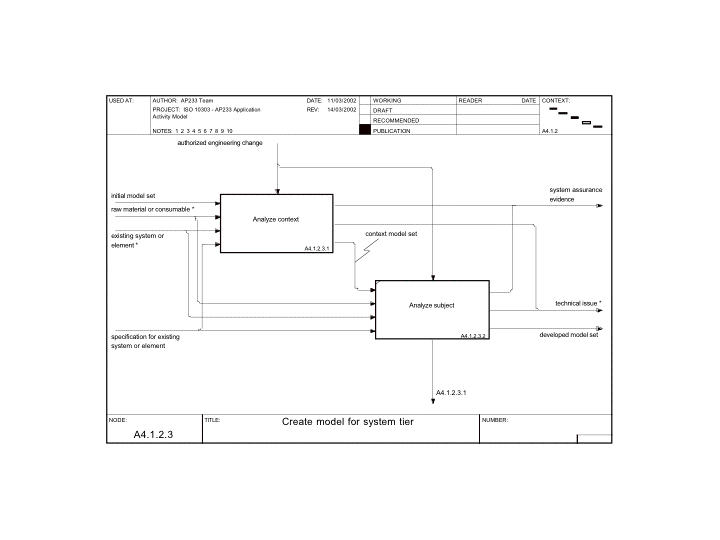 USED AT:
AUTHOR: AP233 Team
DATE: 11/03/2002
WORKING
READER
DATE
CONTEXT:
PROJECT: ISO 10303 - AP233 Application
REV: 14/03/2002
DRAFT
Activity Model
RECOMMENDED
NOTES: 1 2 3 4 5 6 7 8 9 10
PUBLICATION
A4.1.2
authorized engineering change
initial model set
raw material or consumable *
existing system or
element *
Analyze context
A4.1.2.3.1
system assurance
evidence
context model set
Analyze subject
A4.1.2.3.2
technical issue *
developed model set
specification for existing
system or element
A4.1.2.3.1
NODE:
A4.1.2.3
TITLE:
Create model for system tier
NUMBER: